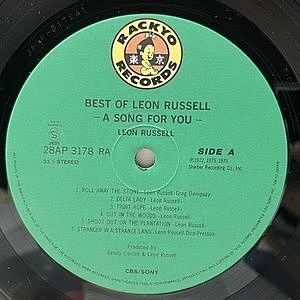 RACKYO
東京
RECORDS
BEST OF LEON RUSSELL
– A SONG FOR YOU –
LEON RUSSELL
28AP 3178 RA
33⅓ STEREO
SIDE A
℗1972, 1975, 1976
Shelter Recording Co., Inc.
1. ROLL AWAY THE STONE -Leon Russell-Greg Dempsey-
2. DELTA LADY -Leon Russell-
3. TIGHT ROPE -Leon Russell-
4. OUT IN THE WOODS -Leon Russell-
5. SHOOT OUT ON THE PLANTATION -Leon Russell-
6. STRANGER IN A STRANGE LAND -Leon Russell-Don Preston-
Produced by
Denny Cordell & Leon Russell
CBS/SONY